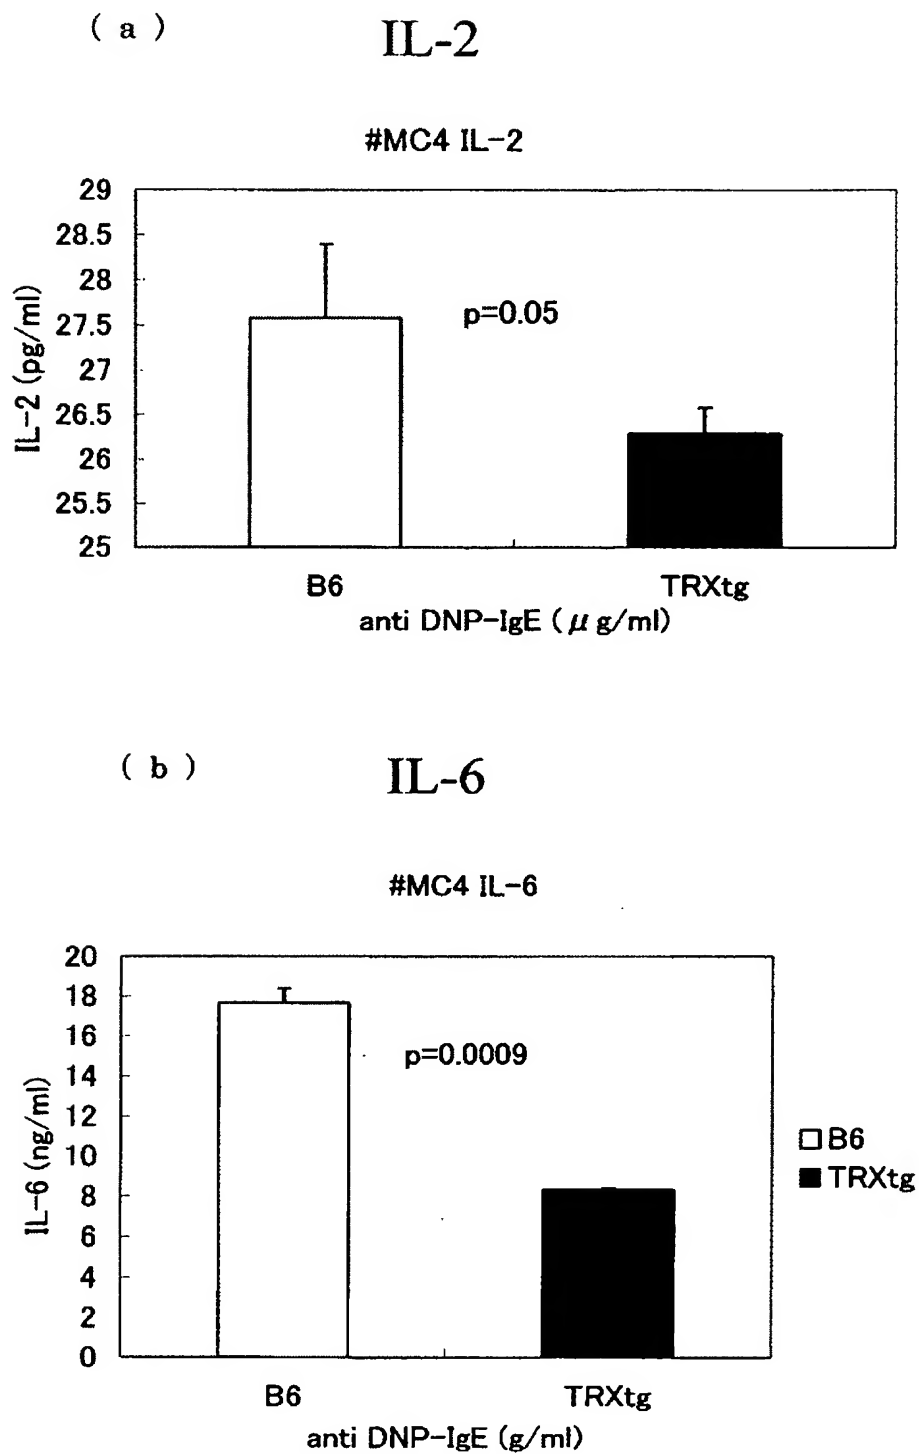 ( a )
IL-2
#MC4 IL-2
29
28.5
28
27.5
27
26.5
26
25.5
25
IL-2 (pg/ml)
p=0.05
B6
TRXtg
anti DNP-IgE ( μ g/ml)
( b )
IL-6
#MC4 IL-6
20
18
16
14
12
10
8
6
4
2
0
IL-6 (ng/ml)
p=0.0009
B6
TRXtg
B6
TRXtg
anti DNP-IgE (g/ml)